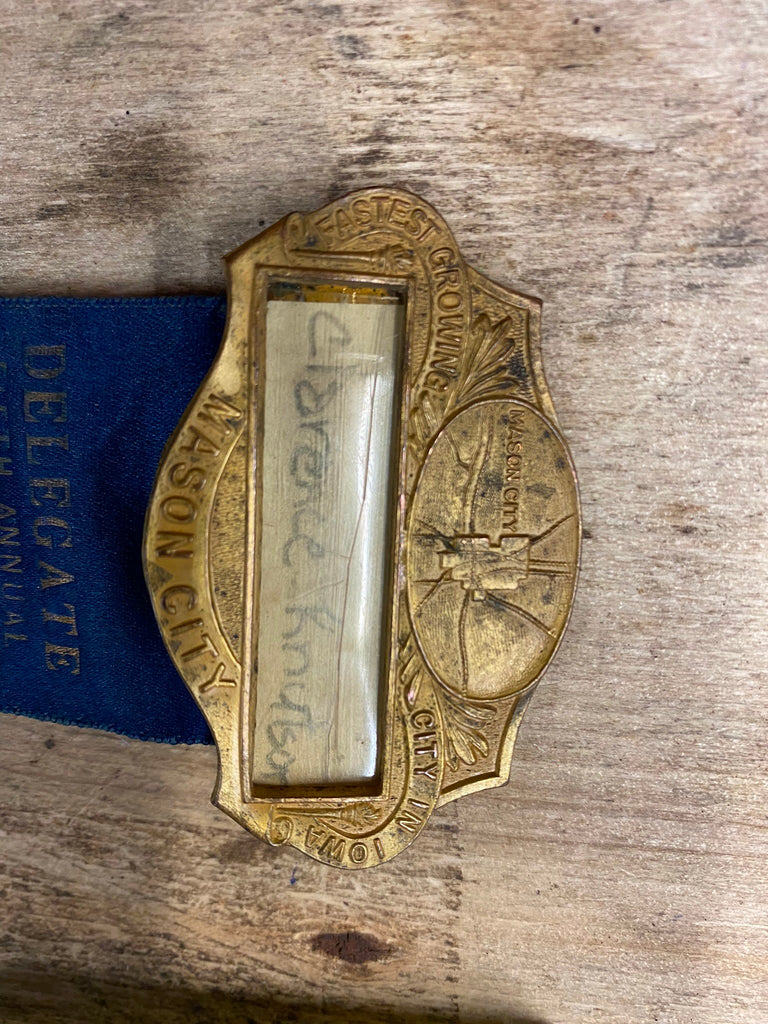 FASTEST GROWING CITY IN IOWA
MASON CITY
Clarence Knutson
MASON CITY
DELEGATE
ANNUAL